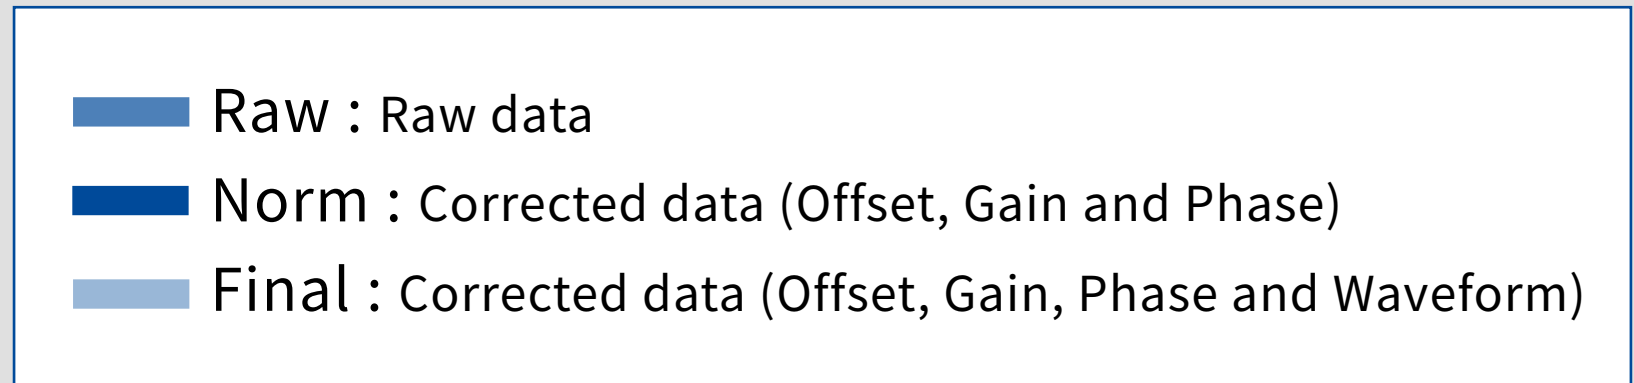 Raw : Raw data
Norm : Corrected data (Offset, Gain and Phase)
Final : Corrected data (Offset, Gain, Phase and Waveform)